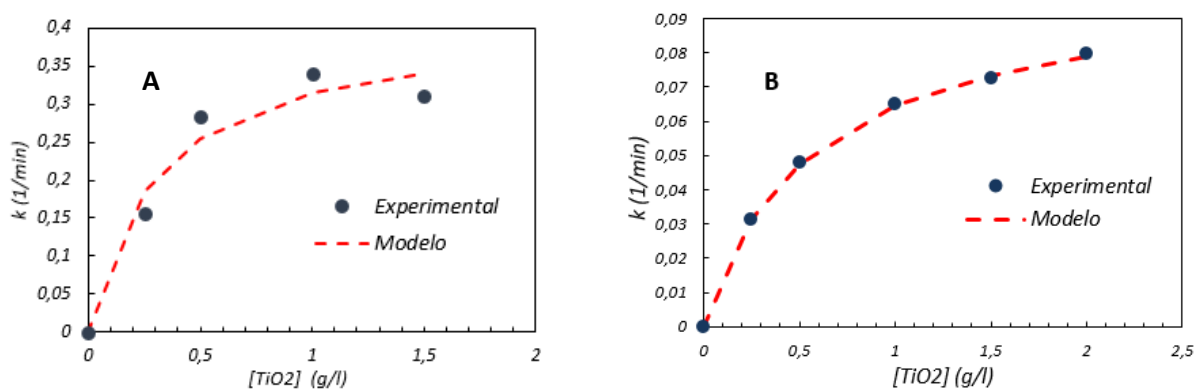 A
k (1/min)
0,4
0,35
0,3
0,25
0,2
0,15
0,1
0,05
0
0 0,5 1 1,5 2
[TiO2] (g/l)
Experimental
Modelo
B
k (1/min)
0,09
0,08
0,07
0,06
0,05
0,04
0,03
0,02
0,01
0
0 0,5 1 1,5 2 2,5
[TiO2] (g/l)
Experimental
Modelo